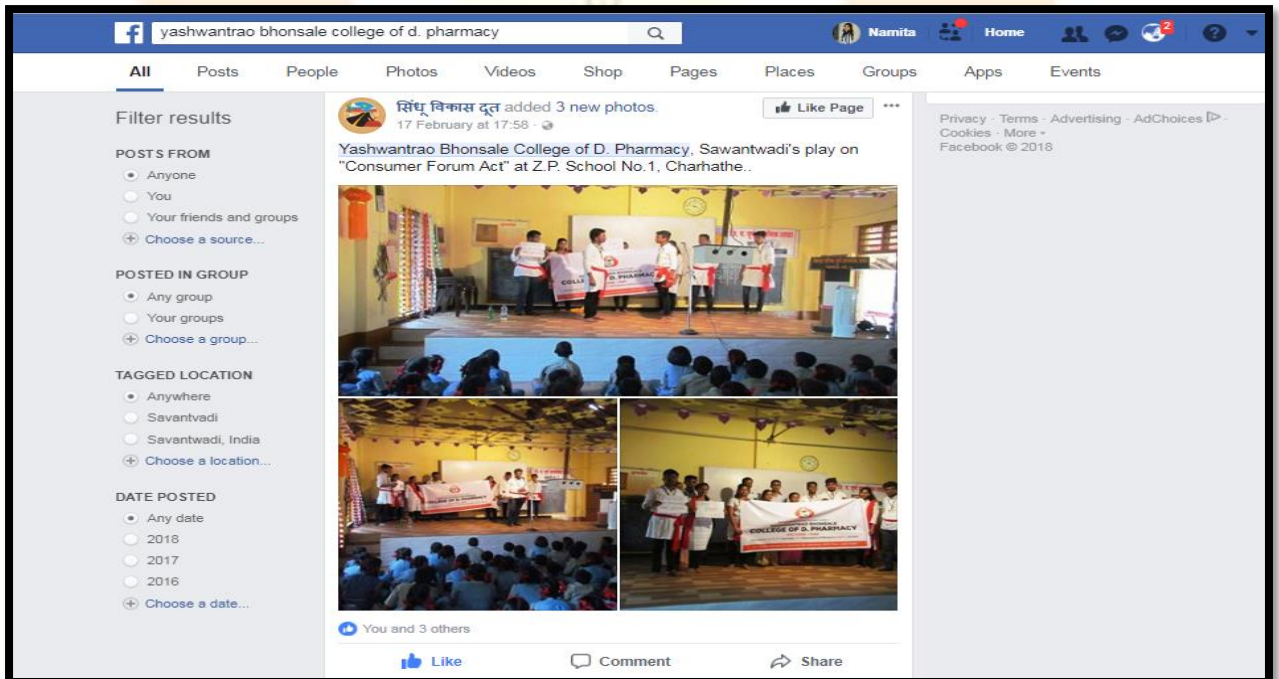 yashwantrao bhonsale college of d. pharmacy
Namita
Home
2
All Posts People Photos Videos Shop Pages Places Groups Apps Events
Filter results
POSTS FROM
Anyone
You
Your friends and groups
Choose a source...
POSTED IN GROUP
Any group
Your groups
Choose a group...
TAGGED LOCATION
Anywhere
Savantvadi
Savantwadi, India
Choose a location...
DATE POSTED
Any date
2018
2017
2016
Choose a date...
सिंधू विकास दूत added 3 new photos.
17 February at 17:58 ·
Like Page
Yashwantrao Bhonsale College of D. Pharmacy, Sawantwadi's play on
"Consumer Forum Act" at Z.P. School No.1, Charhathe..
COLLEGE OF D. PHARMACY
YASHWANTRAO BHONSALE
COLLEGE OF D. PHARMACY
You and 3 others
Like Comment Share
Privacy · Terms · Advertising · AdChoices ·
Cookies · More
Facebook © 2018